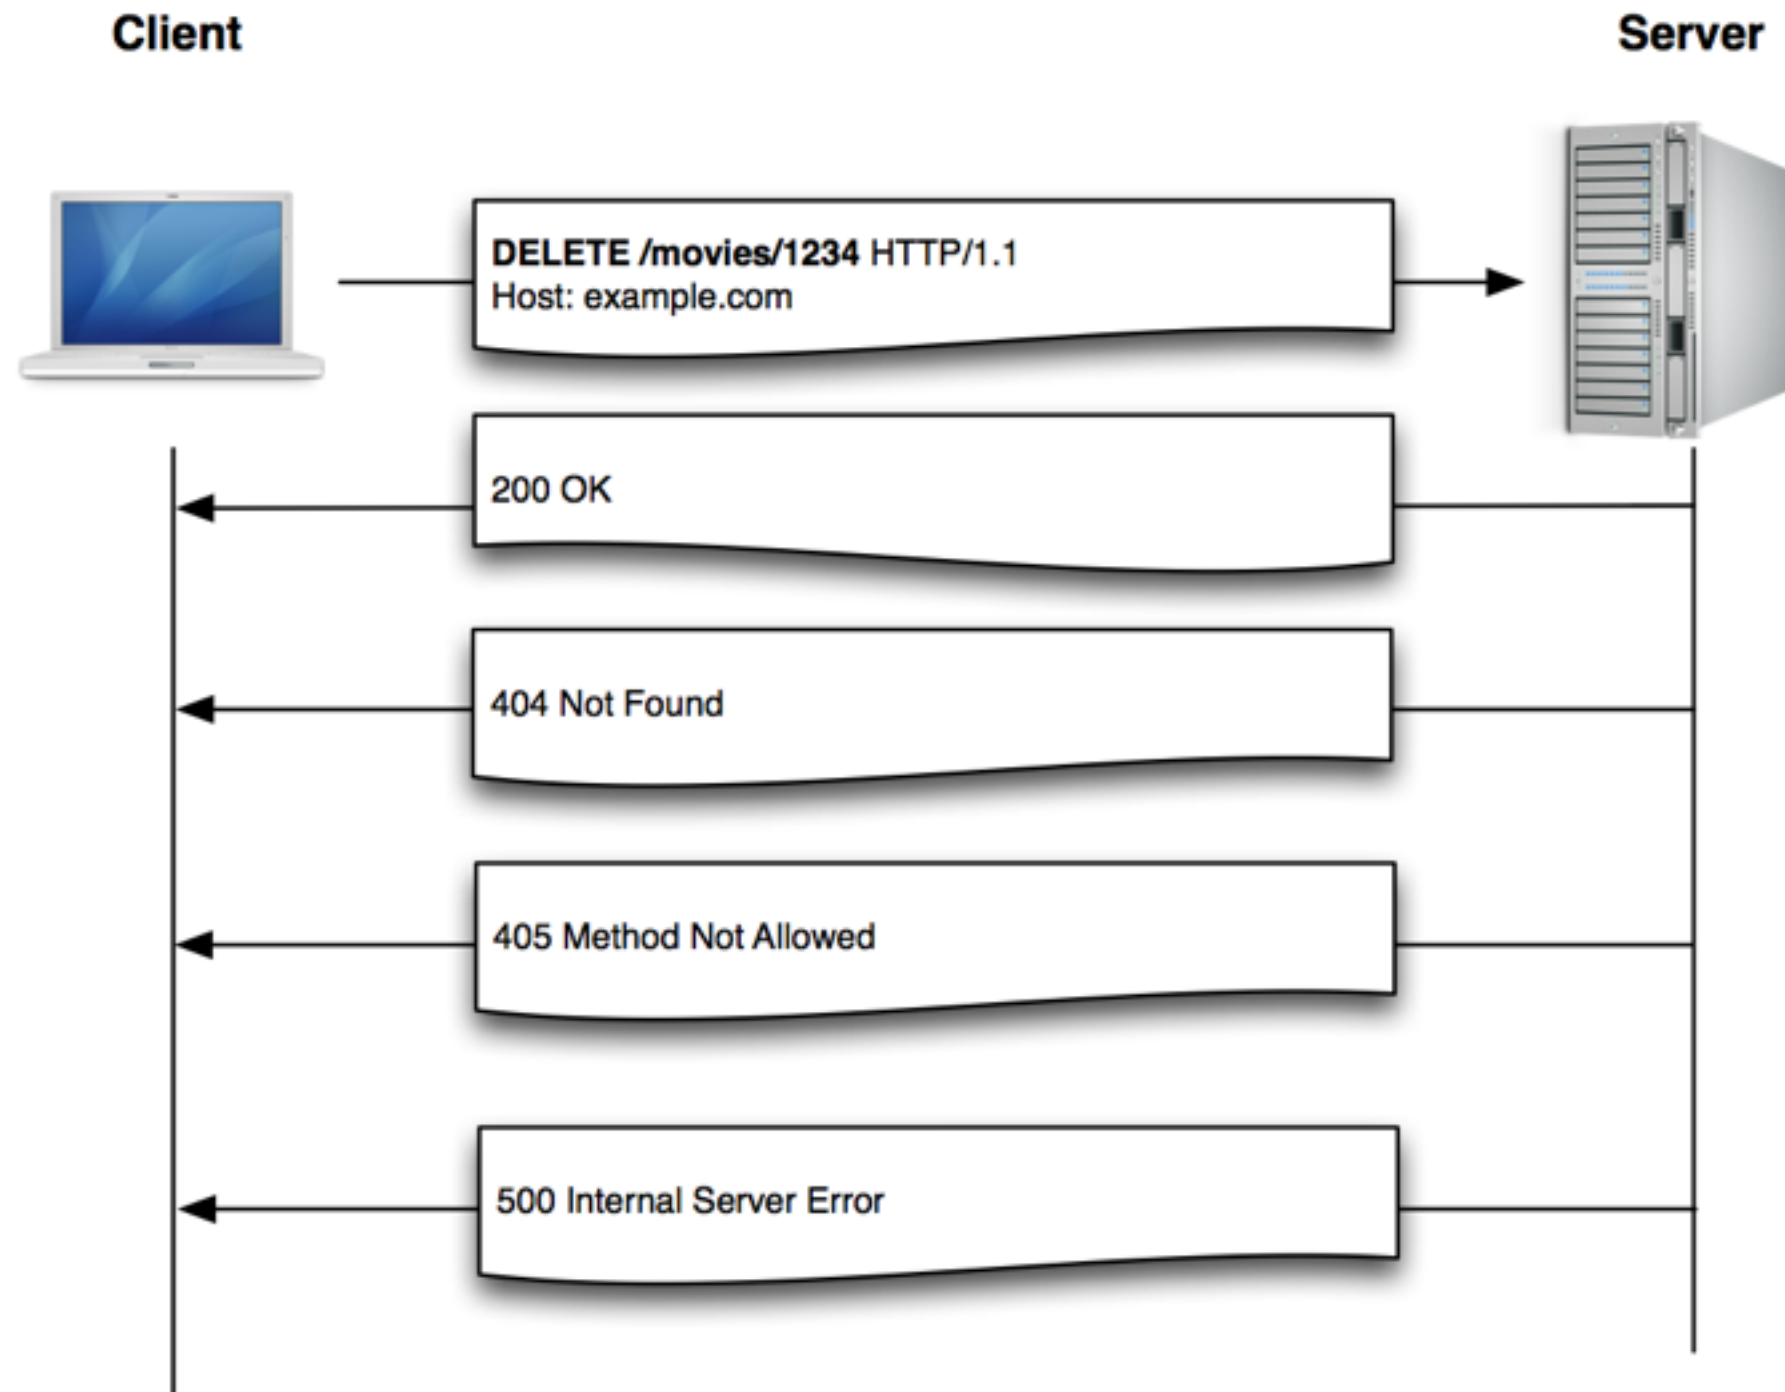 Client
Server
DELETE /movies/1234 HTTP/1.1
Host: example.com
200 OK
404 Not Found
405 Method Not Allowed
500 Internal Server Error